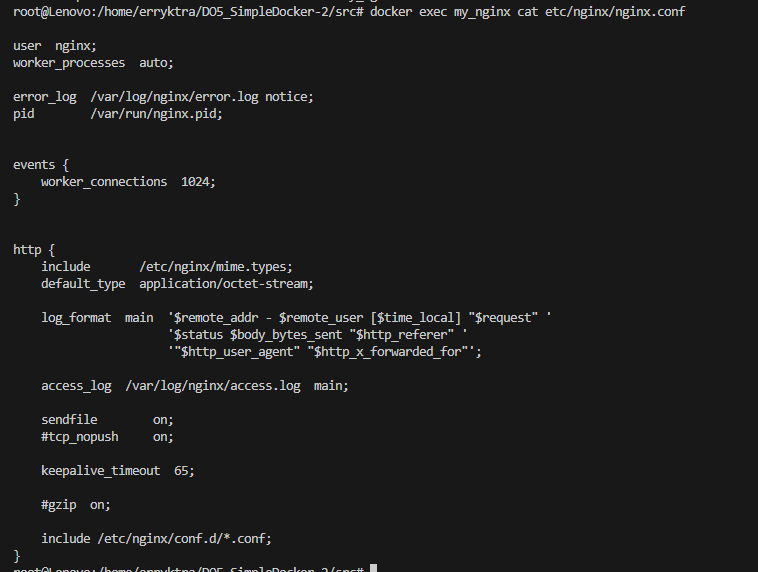 root@Lenovo:/home/erryktra/DO5_SimpleDocker-2/src# docker exec my_nginx cat etc/nginx/nginx.conf
user  nginx;
worker_processes  auto;
error_log  /var/log/nginx/error.log notice;
pid        /var/run/nginx.pid;
events {
    worker_connections  1024;
}
http {
    include       /etc/nginx/mime.types;
    default_type  application/octet-stream;
    log_format  main  '$remote_addr - $remote_user [$time_local] "$request" '
                      '$status $body_bytes_sent "$http_referer" '
                      '"$http_user_agent" "$http_x_forwarded_for"';
    access_log  /var/log/nginx/access.log  main;
    sendfile        on;
    #tcp_nopush     on;
    keepalive_timeout  65;
    #gzip  on;
    include /etc/nginx/conf.d/*.conf;
}
root@Lenovo:/home/erryktra/DO5_SimpleDocker-2/src#